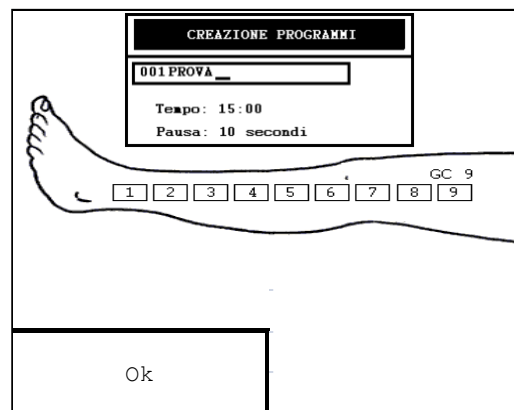 CREAZIONE PROGRAMMI
001PROVA__
Tempo: 15:00
Pausa: 10 secondi
GC 9
1 2 3 4 5 6 7 8 9
Ok